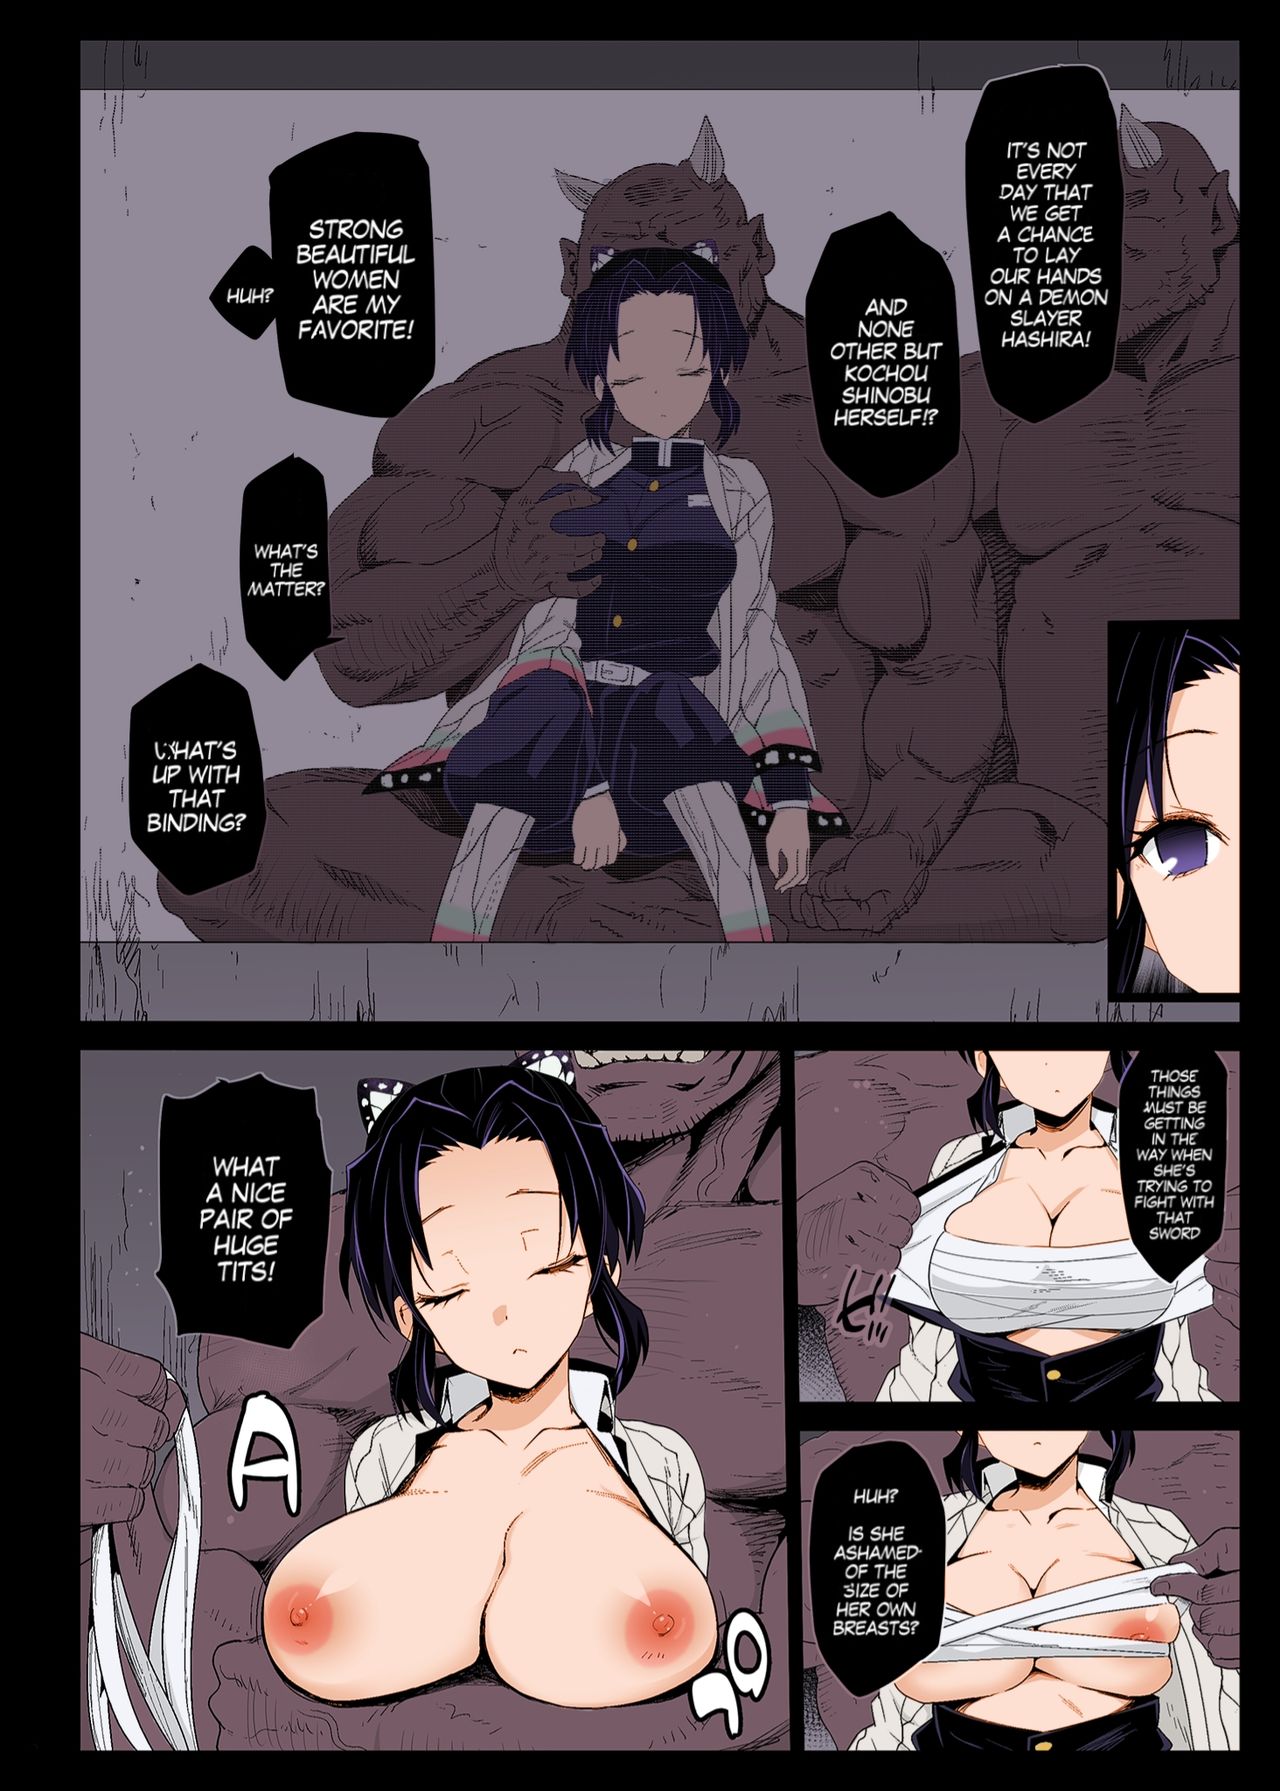 IT'S NOT
EVERY
DAY THAT
WE GET
A CHANCE
TO LAY
OUR HANDS
ON A DEMON
SLAYER
HASHIRA!
AND
NONE
OTHER BUT
KOCHOU
SHINOBU
HERSELF!?
STRONG
BEAUTIFUL
WOMEN
ARE MY
FAVORITE!
HUH?
WHAT'S
THE
MATTER?
WHAT'S
UP WITH
THAT
BINDING?
THOSE
THINGS
MUST BE
GETTING
IN THE
WAY WHEN
SHE'S
TRYING TO
FIGHT WITH
THAT
SWORD
HUH?
IS SHE
ASHAMED
OF THE
SIZE OF
HER OWN
BREASTS?
WHAT
A NICE
PAIR OF
HUGE
TITS!